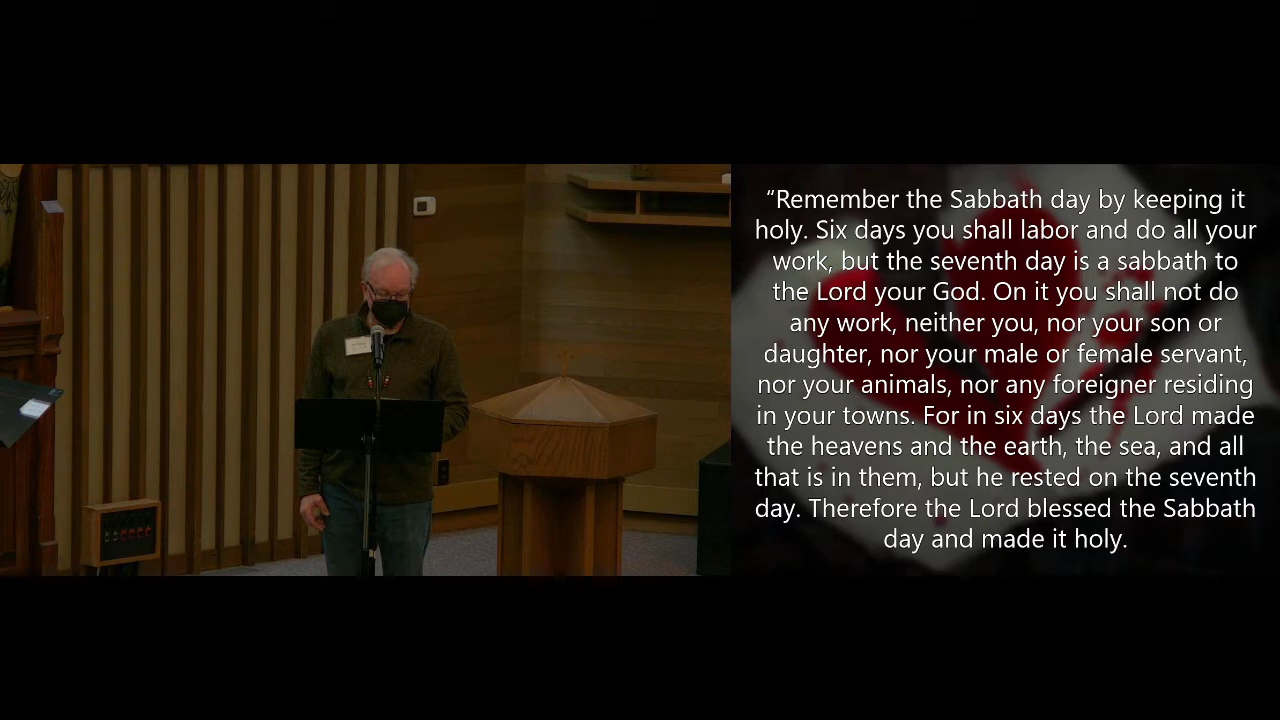 “Remember the Sabbath day by keeping it
holy. Six days you shall labor and do all your
work, but the seventh day is a sabbath to
the Lord your God. On it you shall not do
any work, neither you, nor your son or
daughter, nor your male or female servant,
nor your animals, nor any foreigner residing
in your towns. For in six days the Lord made
the heavens and the earth, the sea, and all
that is in them, but he rested on the seventh
day. Therefore the Lord blessed the Sabbath
day and made it holy.